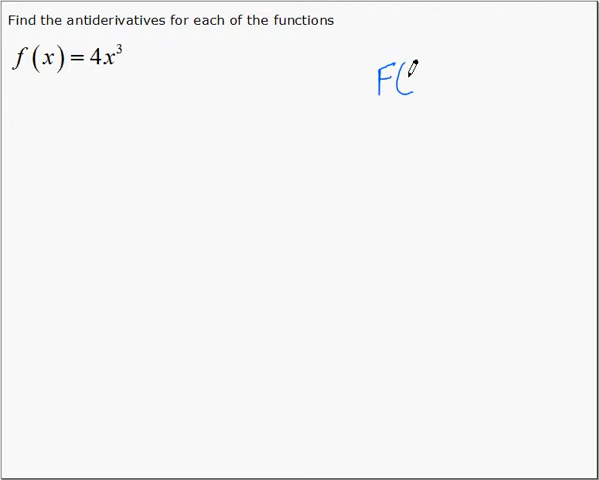 Find the antiderivatives for each of the functions
f(x) = 4x³
F(